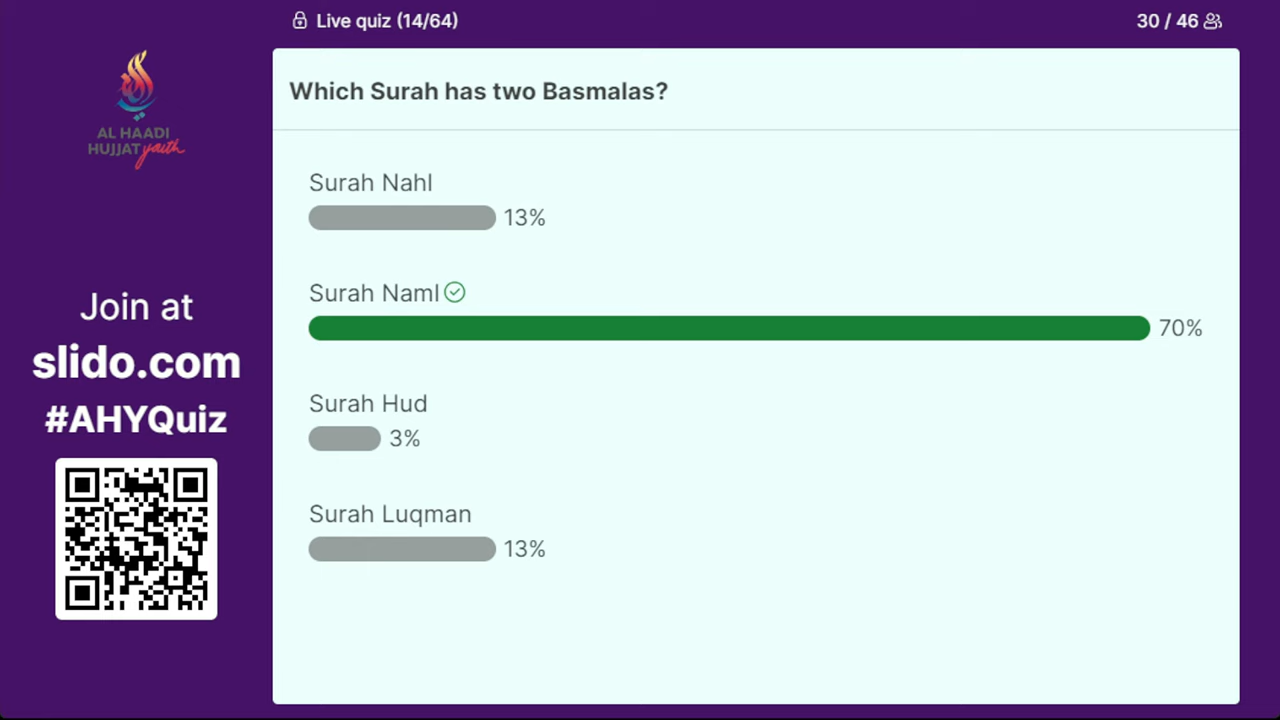 Live quiz (14/64)
30 / 46
AL HAADI
HUJJAT youth
Join at
slido.com
#AHYQuiz
Which Surah has two Basmalas?
Surah Nahl
13%
Surah Naml
70%
Surah Hud
3%
Surah Luqman
13%